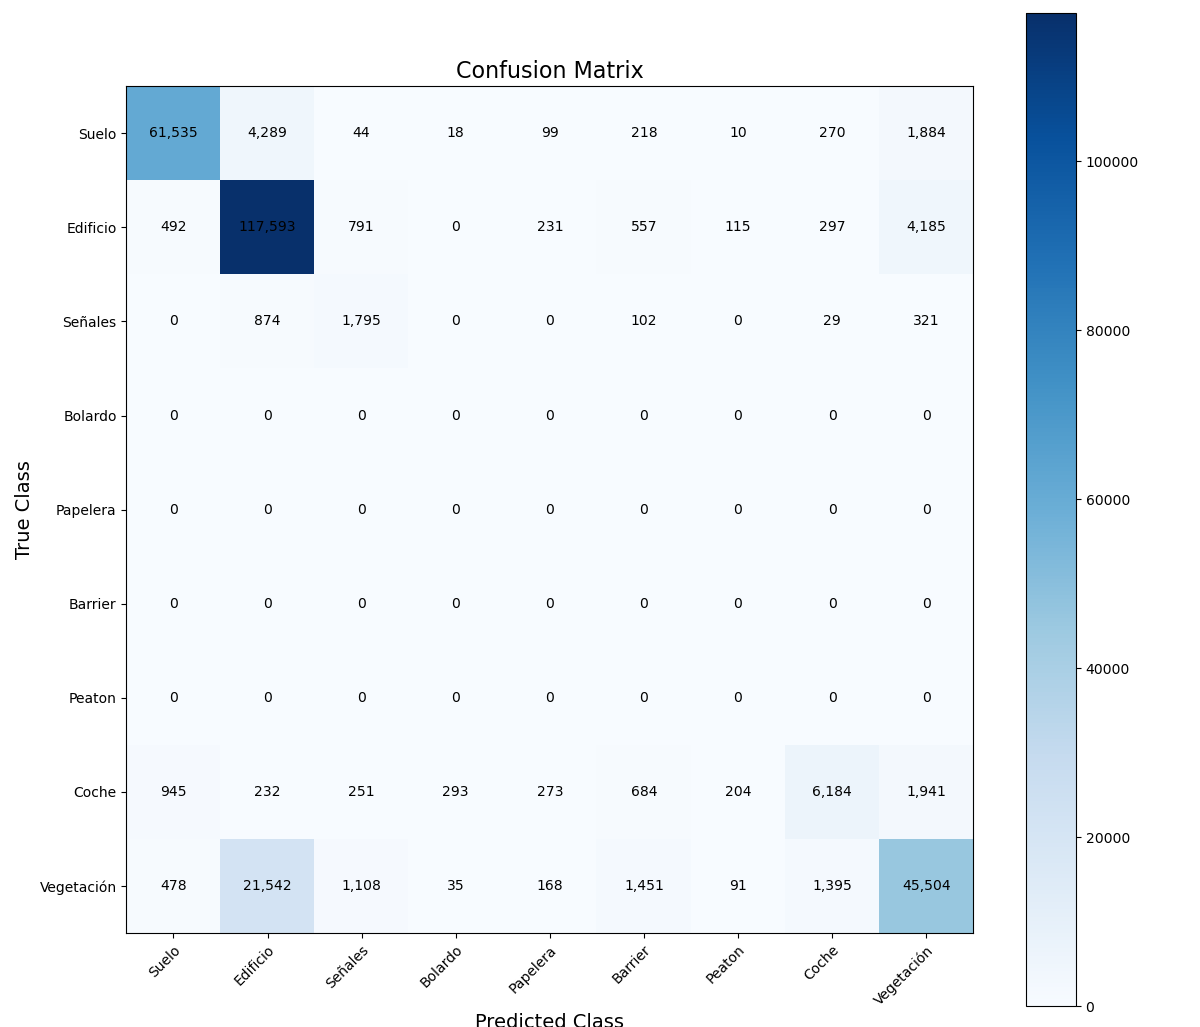 Confusion Matrix
True Class
Suelo 61,535 4,289 44 18 99 218 10 270 1,884
Edificio 492 117,593 791 0 231 557 115 297 4,185
Señales 0 874 1,795 0 0 102 0 29 321
Bolardo 0 0 0 0 0 0 0 0 0
Papelera 0 0 0 0 0 0 0 0 0
Barrier 0 0 0 0 0 0 0 0 0
Peaton 0 0 0 0 0 0 0 0 0
Coche 945 232 251 293 273 684 204 6,184 1,941
Vegetación 478 21,542 1,108 35 168 1,451 91 1,395 45,504
Suelo Edificio Señales Bolardo Papelera Barrier Peaton Coche Vegetación
Predicted Class
100000
80000
60000
40000
20000
0